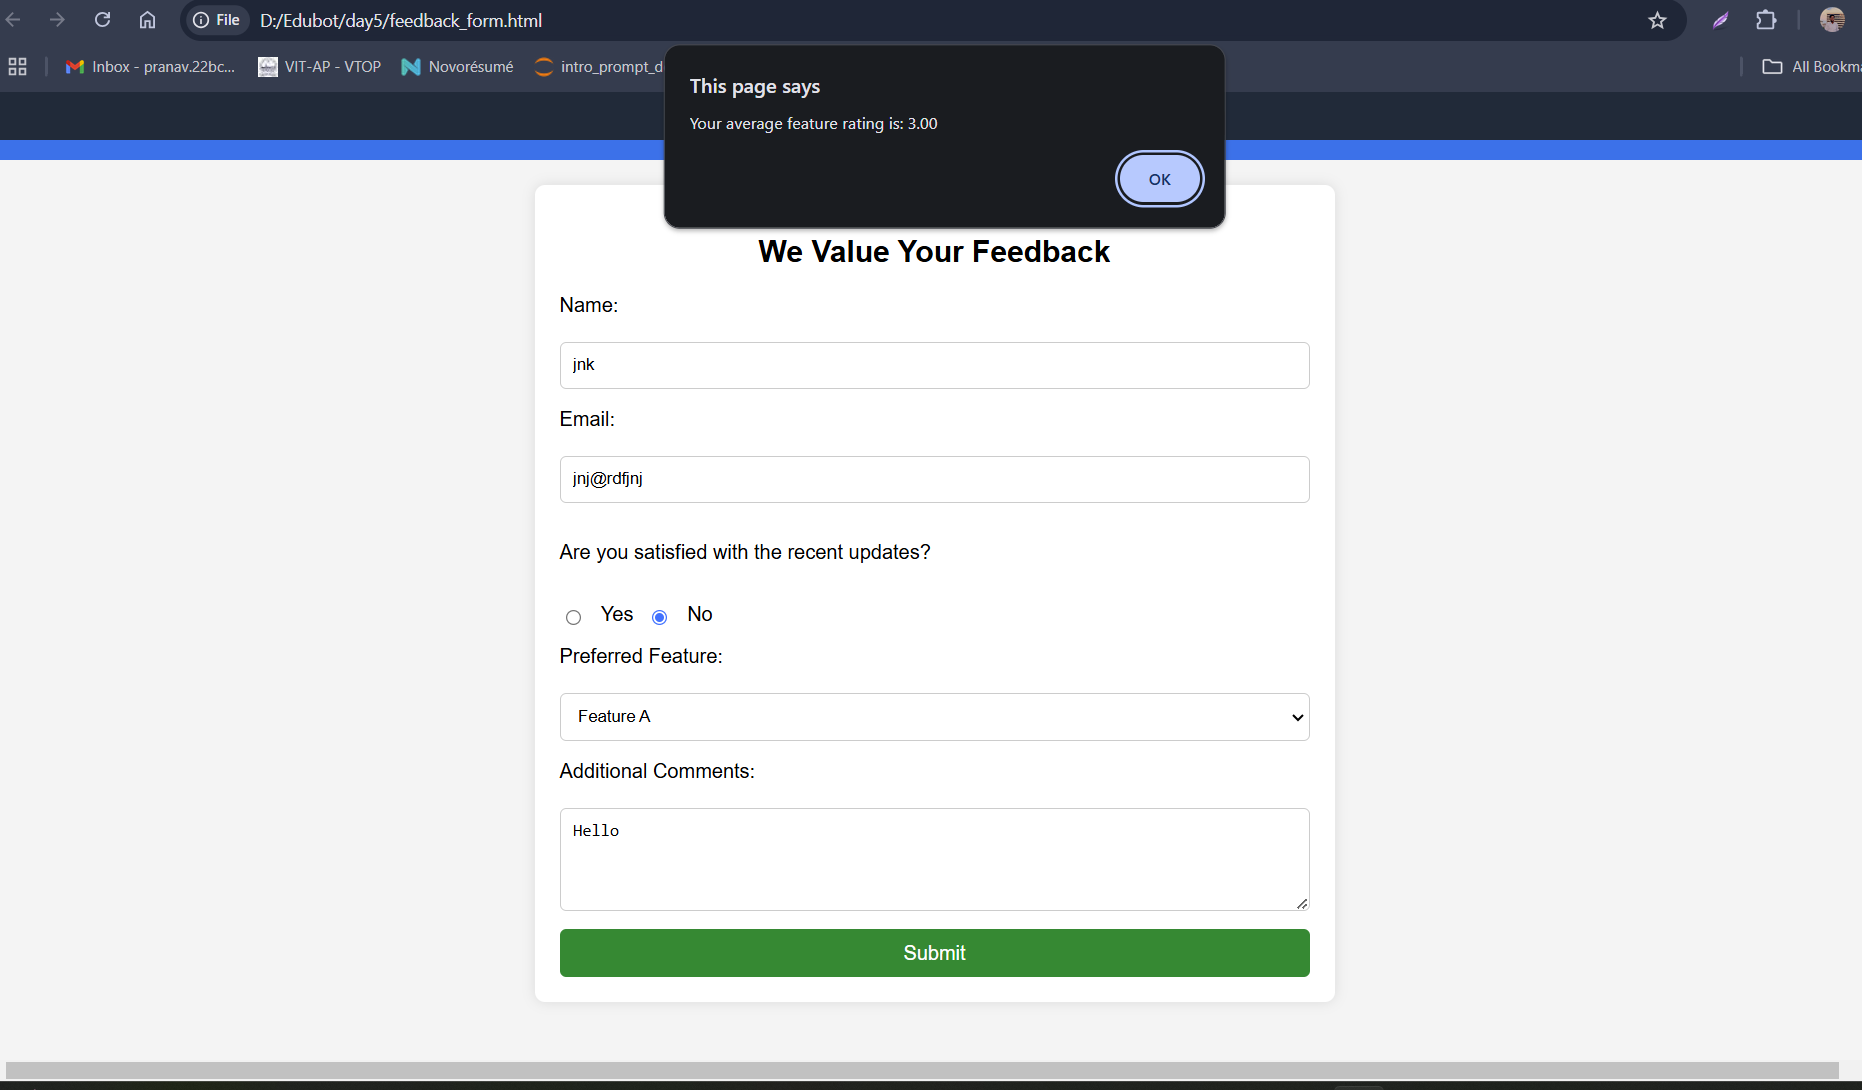 File D:/Edubot/day5/feedback_form.html
Inbox - pranav.22bc... VIT-AP - VTOP Novorésumé intro_prompt_d All Bookma
This page says
Your average feature rating is: 3.00
OK
We Value Your Feedback
Name:
jnk
Email:
jnj@rdfjnj
Are you satisfied with the recent updates?
Yes No
Preferred Feature:
Feature A
Additional Comments:
Hello
Submit